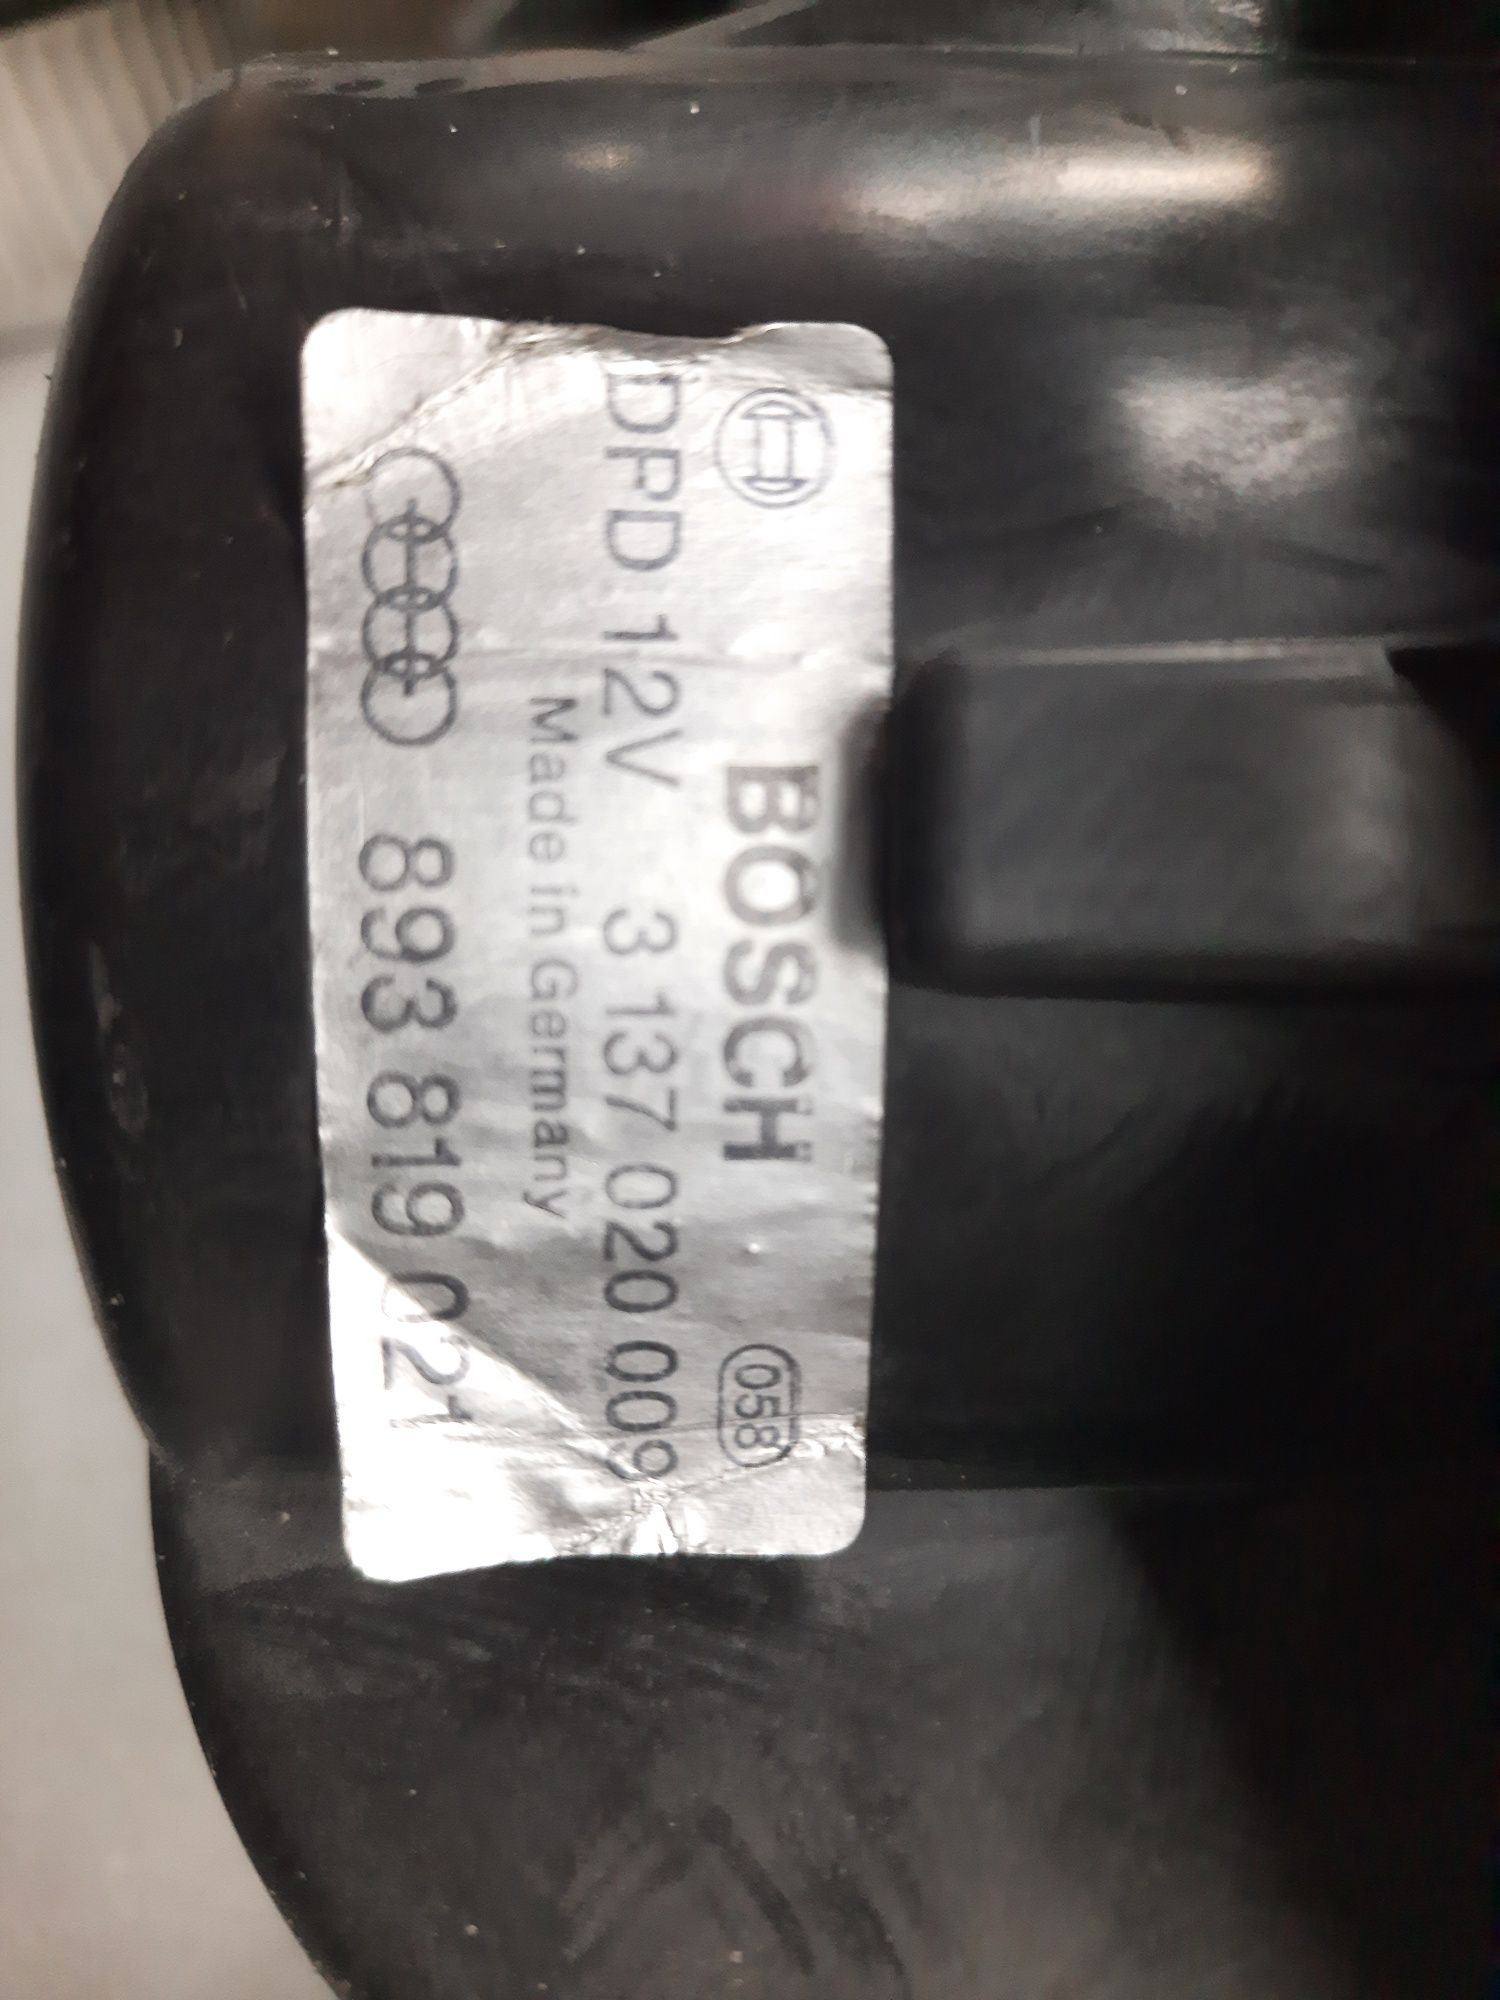 BOSCH 058
DPD 12V 3 137 020 009
Made in Germany
893 819 021